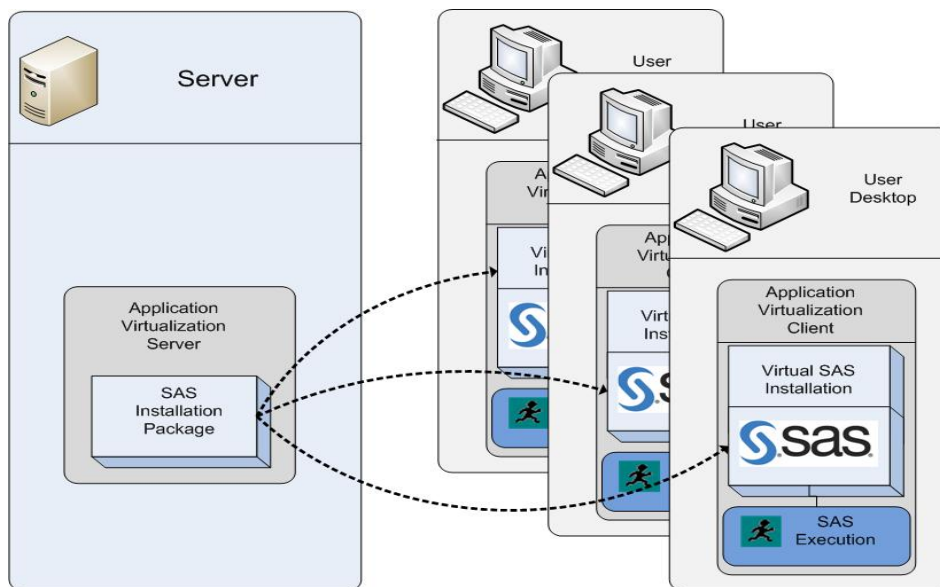 Server
Application
Virtualization
Server
SAS
Installation
Package
User
User
User
Desktop
Application
Virtualization
Client
Virtual SAS
Installation
sas
SAS
Execution